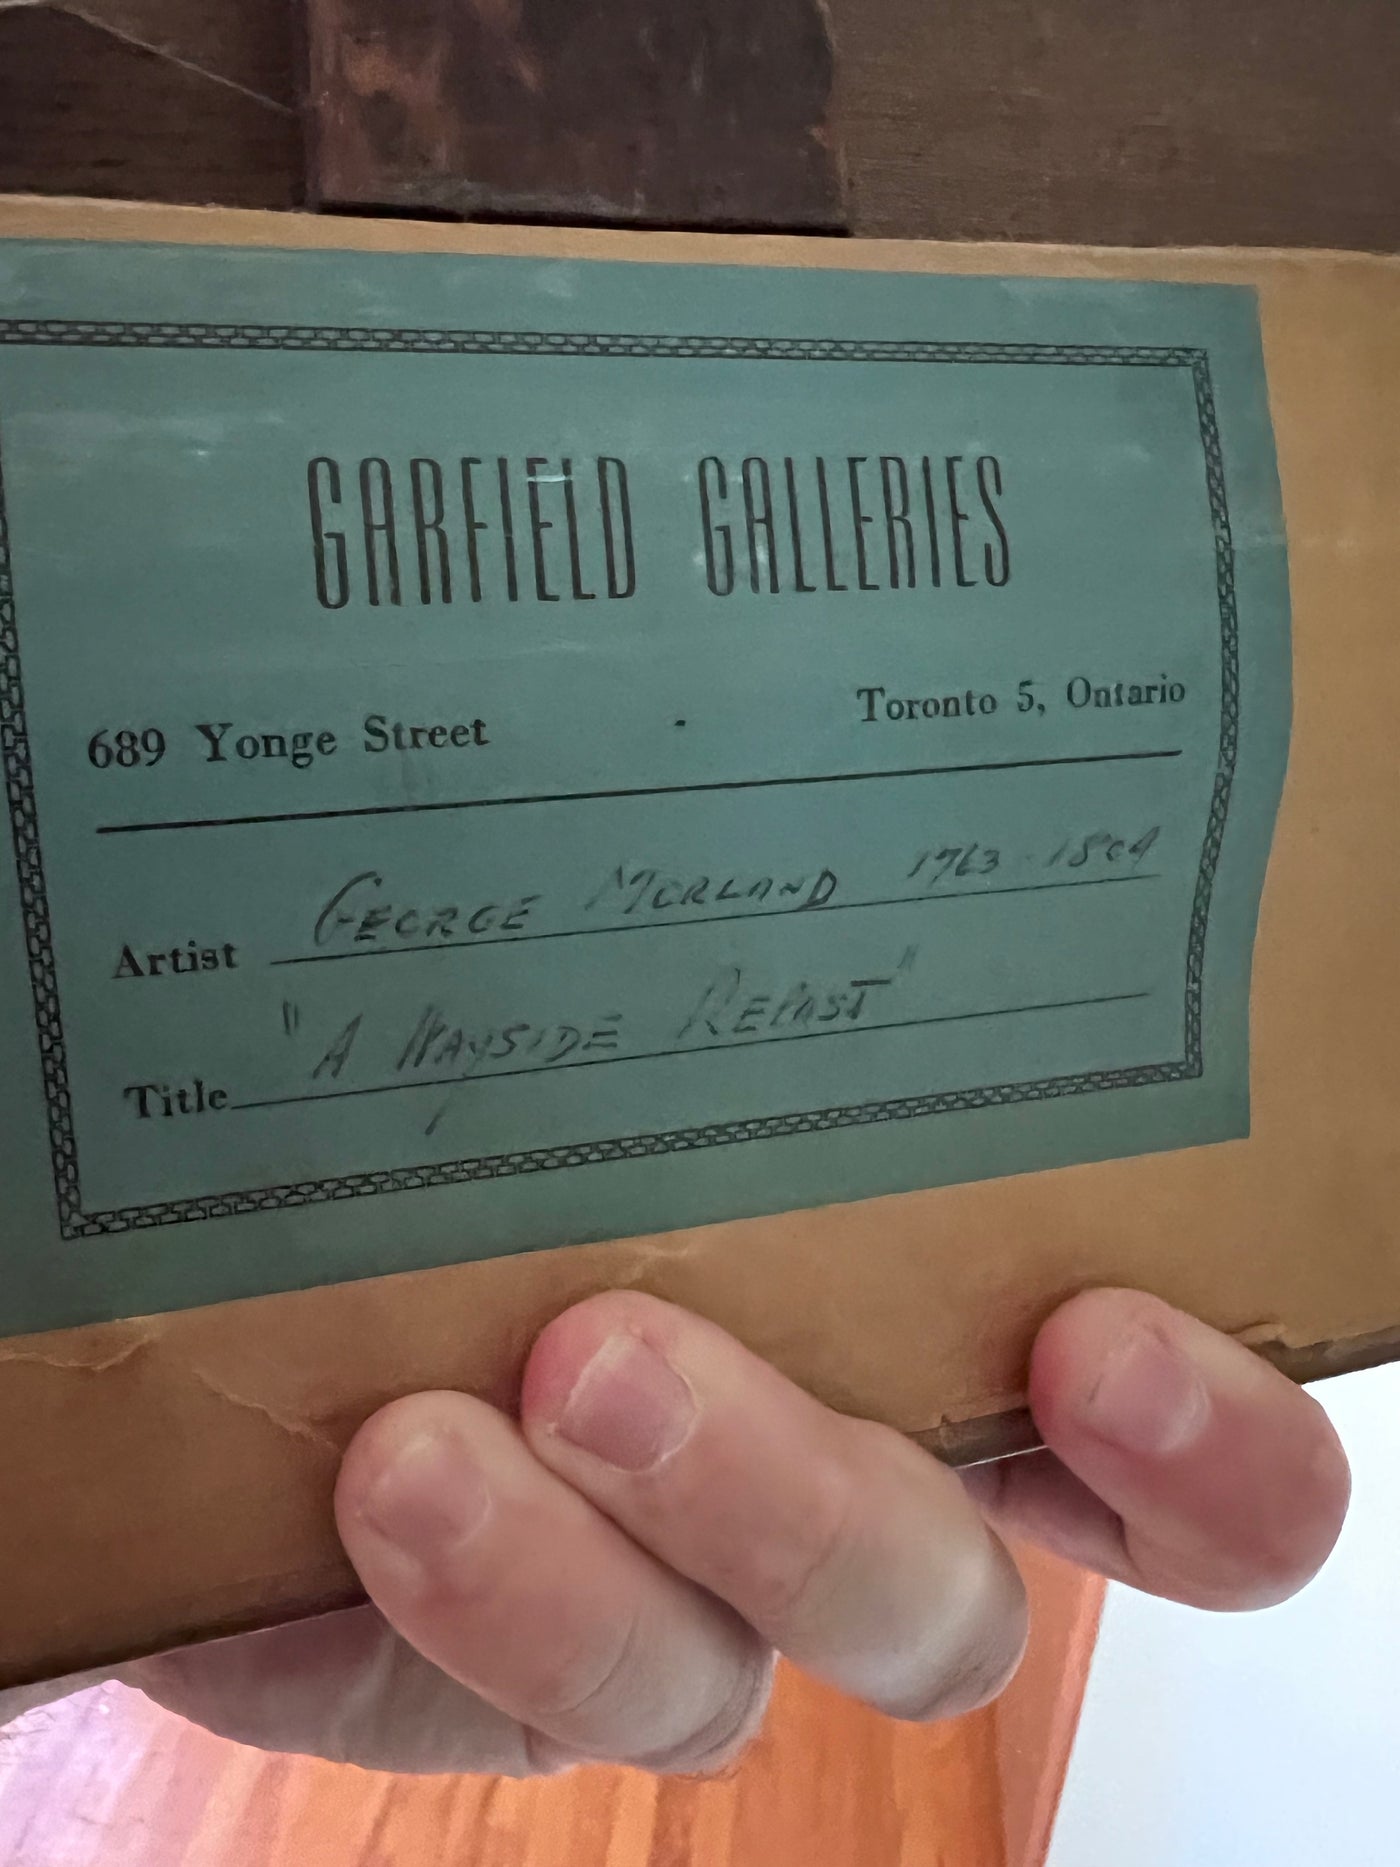 GARFIELD GALLERIES
689 Yonge Street . Toronto 5, Ontario
Artist GEORGE MORLAND 1763-1804
Title "A WAYSIDE REPAST"